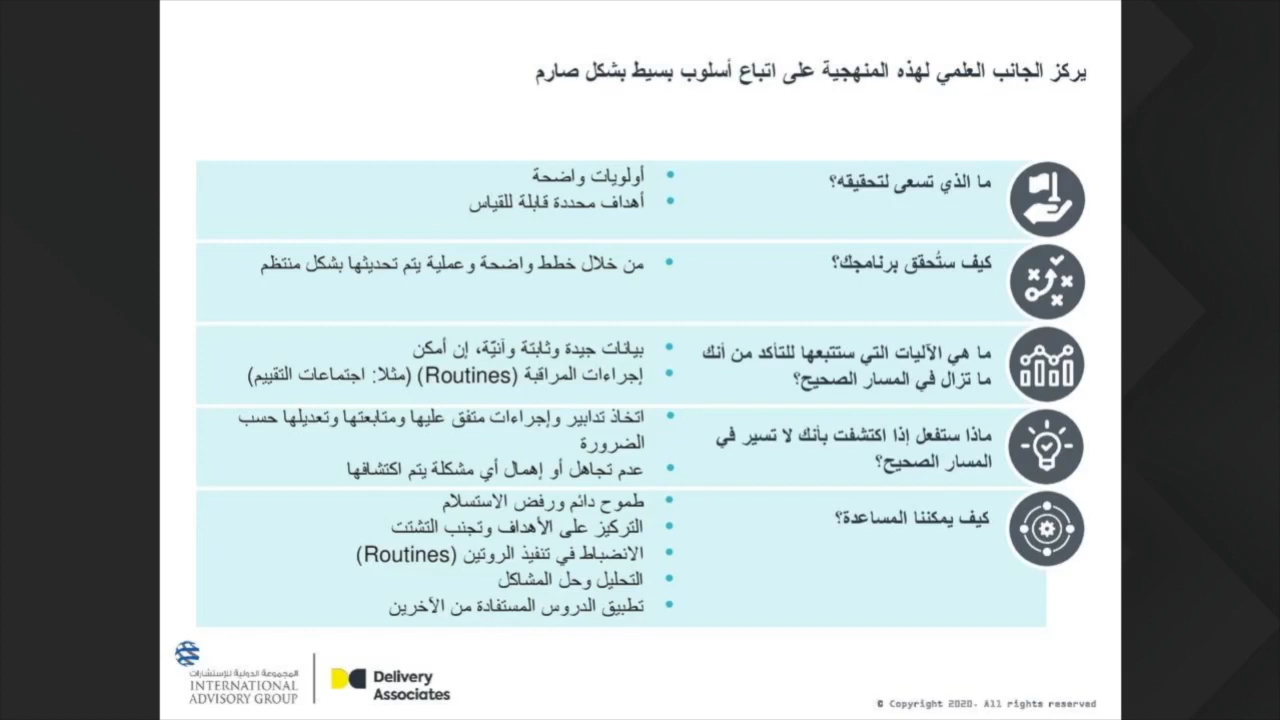 يركز الجانب العلمي لهذه المنهجية على اتباع أسلوب بسيط بشكل صارم
ما الذي تسعى لتحقيقه؟
• أولويات واضحة
• أهداف محددة قابلة للقياس
كيف ستُحقق برنامجك؟
• من خلال خطط واضحة وعملية يتم تحديثها بشكل منتظم
ما هي الآليات التي ستتبعها للتأكد من أنك
ما تزال في المسار الصحيح؟
• بيانات جيدة وثابتة وآنيّة، إن أمكن
• إجراءات المراقبة (Routines) (مثلا: اجتماعات التقييم)
ماذا ستفعل إذا اكتشفت بأنك لا تسير في
المسار الصحيح؟
• اتخاذ تدابير وإجراءات متفق عليها ومتابعتها وتعديلها حسب
الضرورة
• عدم تجاهل أو إهمال أي مشكلة يتم اكتشافها
كيف يمكننا المساعدة؟
• طموح دائم ورفض الاستسلام
• التركيز على الأهداف وتجنب التشتت
• الانضباط في تنفيذ الروتين (Routines)
• التحليل وحل المشاكل
• تطبيق الدروس المستفادة من الآخرين
المجموعة الدولية للإستشارات
INTERNATIONAL
ADVISORY GROUP
Delivery
Associates
© Copyright 2020. All rights reserved